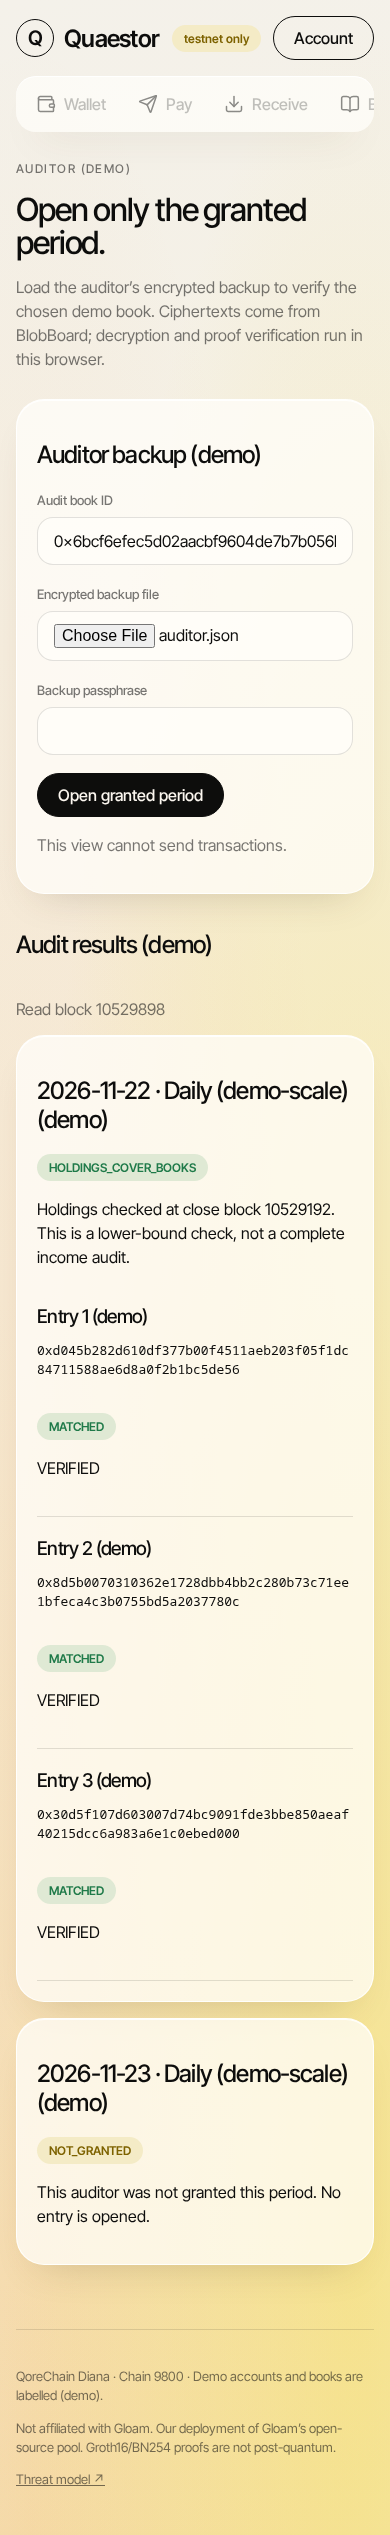 Q Quaestor testnet only Account
Wallet Pay Receive
AUDITOR (DEMO)
Open only the granted
period.
Load the auditor’s encrypted backup to verify the
chosen demo book. Ciphertexts come from
BlobBoard; decryption and proof verification run in
this browser.
Auditor backup (demo)
Audit book ID
0×6bcf6efec5d02aacbf9604de7b7b056
Encrypted backup file
Choose File auditor.json
Backup passphrase
Open granted period
This view cannot send transactions.
Audit results (demo)
Read block 10529898
2026-11-22 · Daily (demo-scale)
(demo)
HOLDINGS_COVER_BOOKS
Holdings checked at close block 10529192.
This is a lower-bound check, not a complete
income audit.
Entry 1 (demo)
0xd045b282d610df377b00f4511aeb203f05f1dc
84711588ae6d8a0f2b1bc5de56
MATCHED
VERIFIED
Entry 2 (demo)
0x8d5b0070310362e1728dbb4bb2c280b73c71ee
1bfeca4c3b0755bd5a2037780c
MATCHED
VERIFIED
Entry 3 (demo)
0x30d5f107d603007d74bc9091fde3bbe850aeaf
40215dcc6a983a6e1c0ebed000
MATCHED
VERIFIED
2026-11-23 · Daily (demo-scale)
(demo)
NOT_GRANTED
This auditor was not granted this period. No
entry is opened.
QoreChain Diana · Chain 9800 · Demo accounts and books are
labelled (demo).
Not affiliated with Gloam. Our deployment of Gloam’s open-
source pool. Groth16/BN254 proofs are not post-quantum.
Threat model ↗